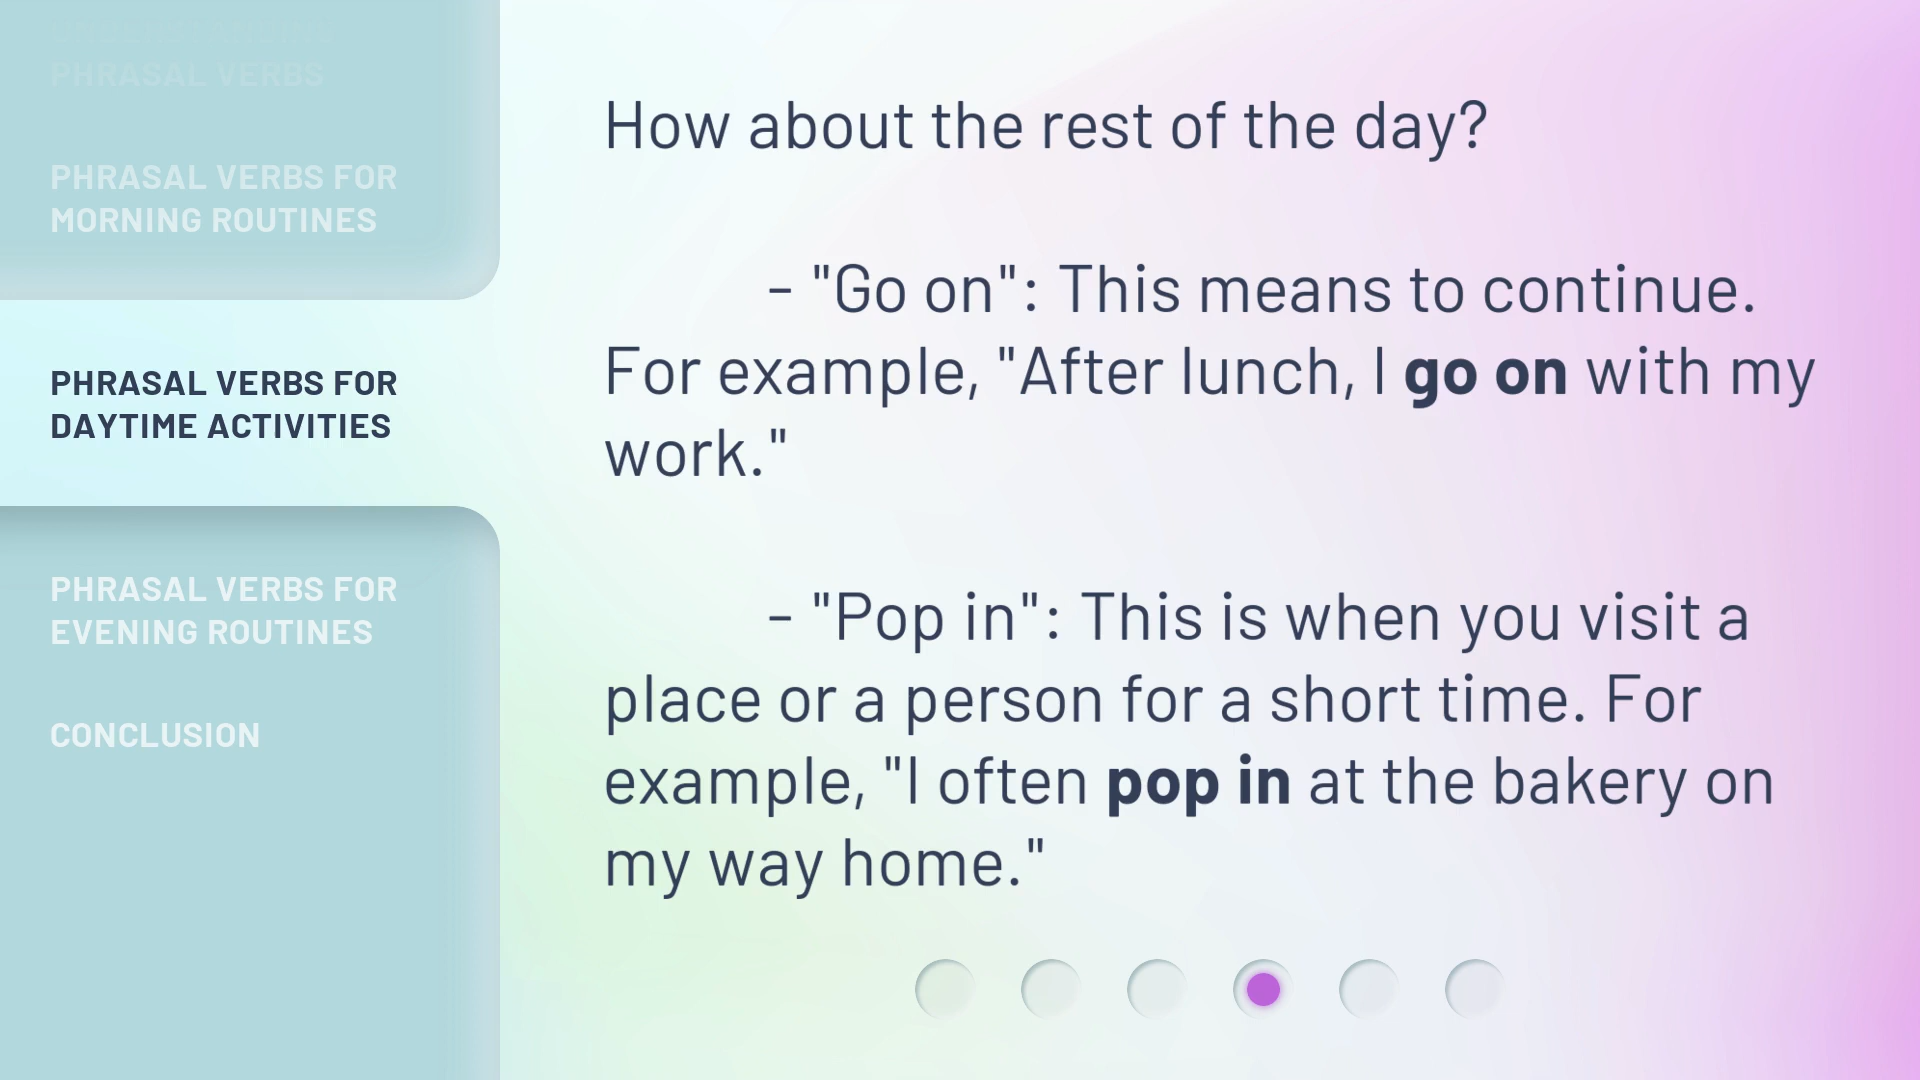 PHRASAL VERBS
PHRASAL VERBS FOR
MORNING ROUTINES
PHRASAL VERBS FOR
DAYTIME ACTIVITIES
PHRASAL VERBS FOR
EVENING ROUTINES
CONCLUSION
How about the rest of the day?
- "Go on": This means to continue.
For example, "After lunch, I go on with my
work."
- "Pop in": This is when you visit a
place or a person for a short time. For
example, "I often pop in at the bakery on
my way home."